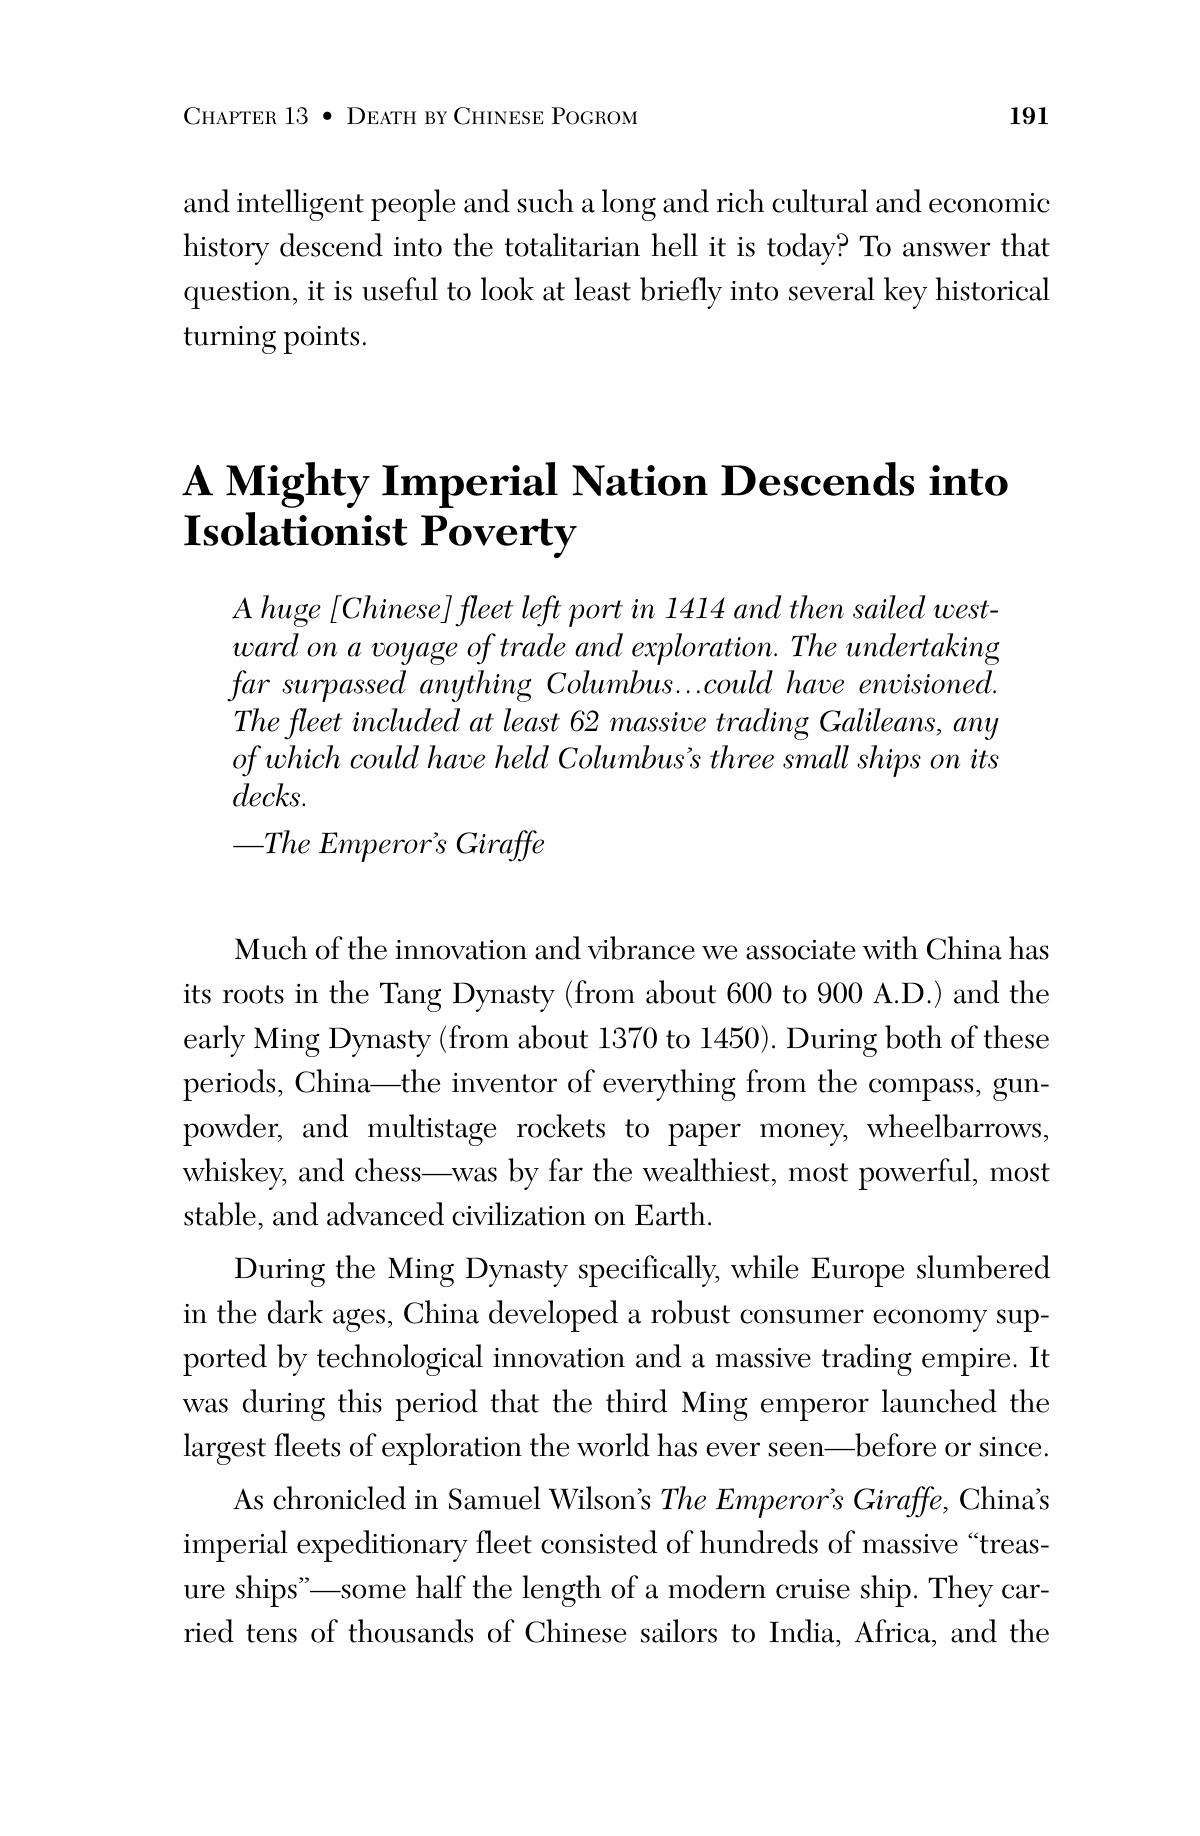 Chapter 13 • Death by Chinese Pogrom 191
and intelligent people and such a long and rich cultural and economic
history descend into the totalitarian hell it is today? To answer that
question, it is useful to look at least briefly into several key historical
turning points.
A Mighty Imperial Nation Descends into
Isolationist Poverty
A huge [Chinese] fleet left port in 1414 and then sailed west-
ward on a voyage of trade and exploration. The undertaking
far surpassed anything Columbus…could have envisioned.
The fleet included at least 62 massive trading Galileans, any
of which could have held Columbus’s three small ships on its
decks.
—The Emperor’s Giraffe
Much of the innovation and vibrance we associate with China has
its roots in the Tang Dynasty (from about 600 to 900 A.D.) and the
early Ming Dynasty (from about 1370 to 1450). During both of these
periods, China—the inventor of everything from the compass, gun-
powder, and multistage rockets to paper money, wheelbarrows,
whiskey, and chess—was by far the wealthiest, most powerful, most
stable, and advanced civilization on Earth.
During the Ming Dynasty specifically, while Europe slumbered
in the dark ages, China developed a robust consumer economy sup-
ported by technological innovation and a massive trading empire. It
was during this period that the third Ming emperor launched the
largest fleets of exploration the world has ever seen—before or since.
As chronicled in Samuel Wilson’s The Emperor’s Giraffe, China’s
imperial expeditionary fleet consisted of hundreds of massive “treas-
ure ships”—some half the length of a modern cruise ship. They car-
ried tens of thousands of Chinese sailors to India, Africa, and the